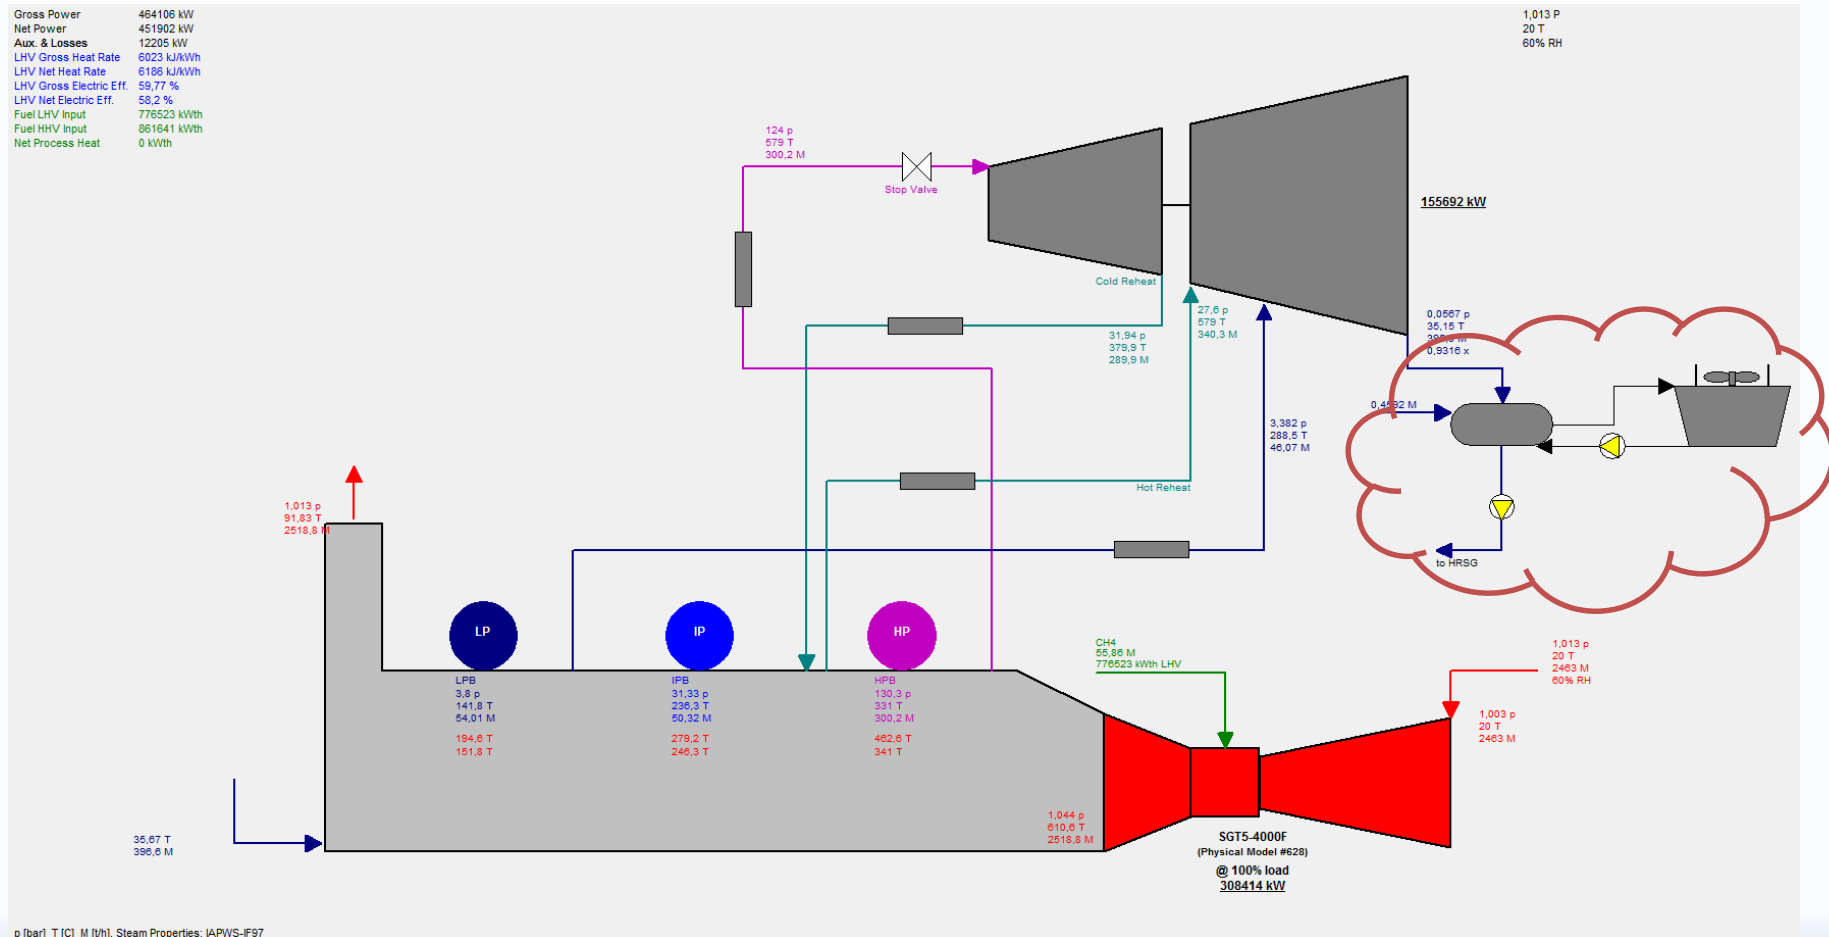 Gross Power 464106 kW
Net Power 451902 kW
Aux. & Losses 12205 kW
LHV Gross Heat Rate 6023 kJ/kWh
LHV Net Heat Rate 6186 kJ/kWh
LHV Gross Electric Eff. 59,77 %
LHV Net Electric Eff. 58,2 %
Fuel LHV Input 776523 kWth
Fuel HHV Input 861641 kWth
Net Process Heat 0 kWth
1,013 P
20 T
60% RH
124 p
579 T
300,2 M
Stop Valve
155692 kW
Cold Reheat
31,94 p
379,9 T
289,9 M
27,6 p
579 T
340,3 M
0,0567 p
35,15 T
0,9316 x
M
3,382 p
288,5 T
46,07 M
Hot Reheat
to HRSG
1,013 p
91,83 T
2518,8 M
LP
IP
HP
LPB
3,8 p
141,8 T
54,01 M
194,6 T
151,8 T
IPB
31,33 p
236,3 T
50,32 M
279,2 T
246,3 T
HPB
130,3 p
331 T
300,2 M
462,6 T
341 T
CH4
55,86 M
776523 kWth LHV
1,013 p
20 T
2463 M
60% RH
1,003 p
20 T
2463 M
1,044 p
610,6 T
2518,8 M
SGT5-4000F
(Physical Model #628)
@ 100% load
308414 kW
35,67 T
396,6 M
p [bar] T [C] M [t/h], Steam Properties: IAPWS-IF97